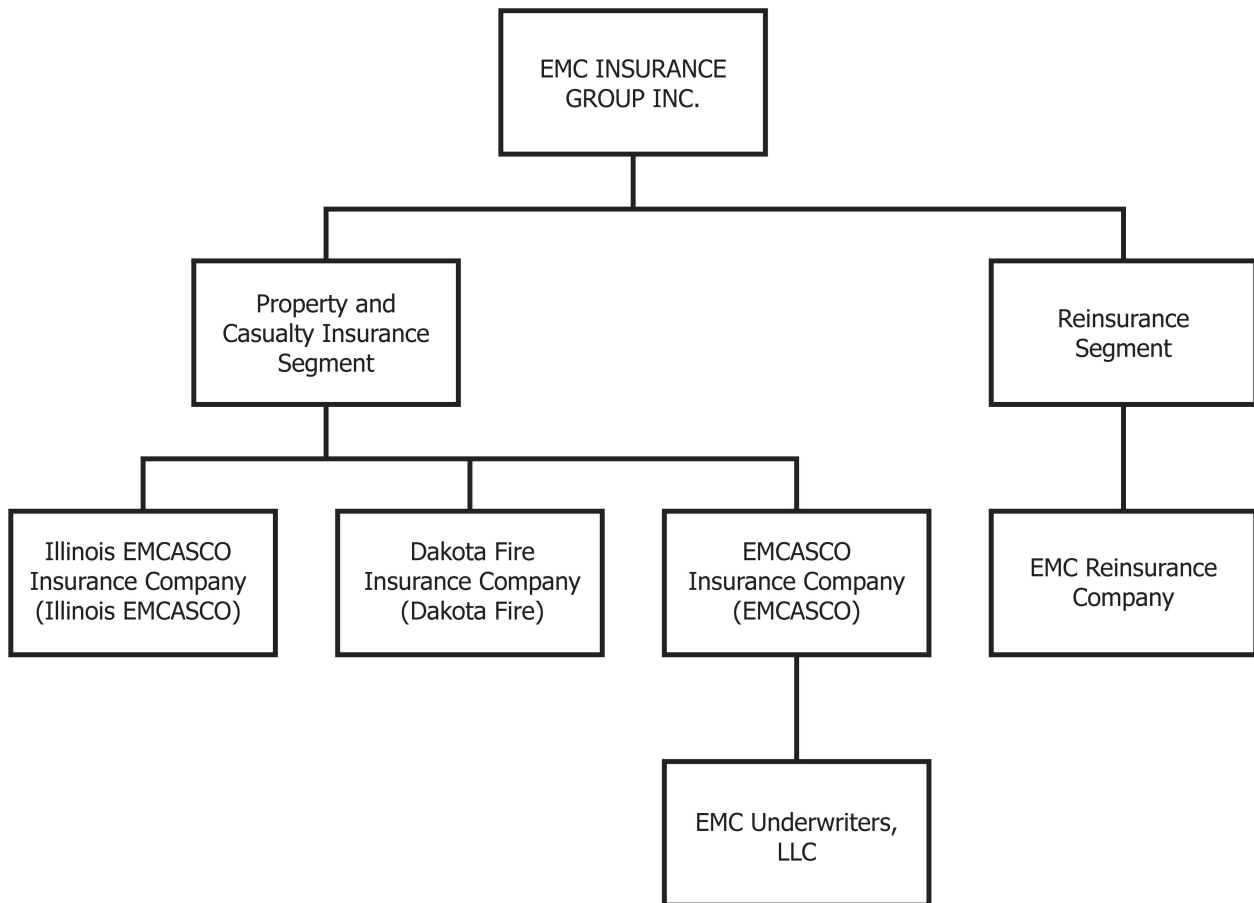 EMC INSURANCE
GROUP INC.
Property and
Casualty Insurance
Segment
Reinsurance
Segment
Illinois EMCASCO
Insurance Company
(Illinois EMCASCO)
Dakota Fire
Insurance Company
(Dakota Fire)
EMCASCO
Insurance Company
(EMCASCO)
EMC Reinsurance
Company
EMC Underwriters,
LLC